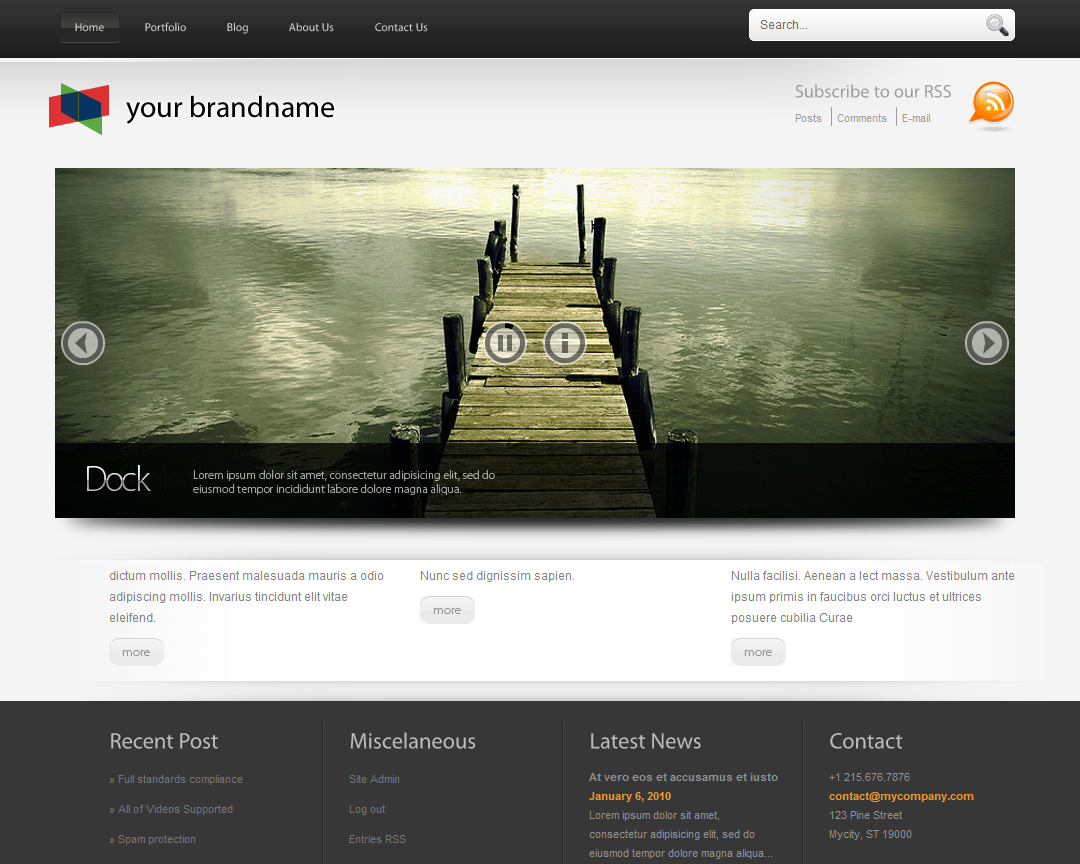 Home Portfolio Blog About Us Contact Us
Search...
your brandname
Subscribe to our RSS
Posts Comments E-mail
Dock
Lorem ipsum dolor sit amet, consectetur adipisicing elit, sed do
eiusmod tempor incididunt labore dolore magna aliqua.
dictum mollis. Praesent malesuada mauris a odio
adipiscing mollis. Invarius tincidunt elit vitae
eleifend.
more
Nunc sed dignissim sapien.
more
Nulla facilisi. Aenean a lect massa. Vestibulum ante
ipsum primis in faucibus orci luctus et ultrices
posuere cubilia Curae
more
Recent Post
» Full standards compliance
» All of Videos Supported
» Spam protection
Miscelaneous
Site Admin
Log out
Entries RSS
Latest News
At vero eos et accusamus et iusto
January 6, 2010
Lorem ipsum dolor sit amet,
consectetur adipisicing elit, sed do
eiusmod tempor dolore magna aliqua...
Contact
+1 215.676.7876
contact@mycompany.com
123 Pine Street
Mycity, ST 19000